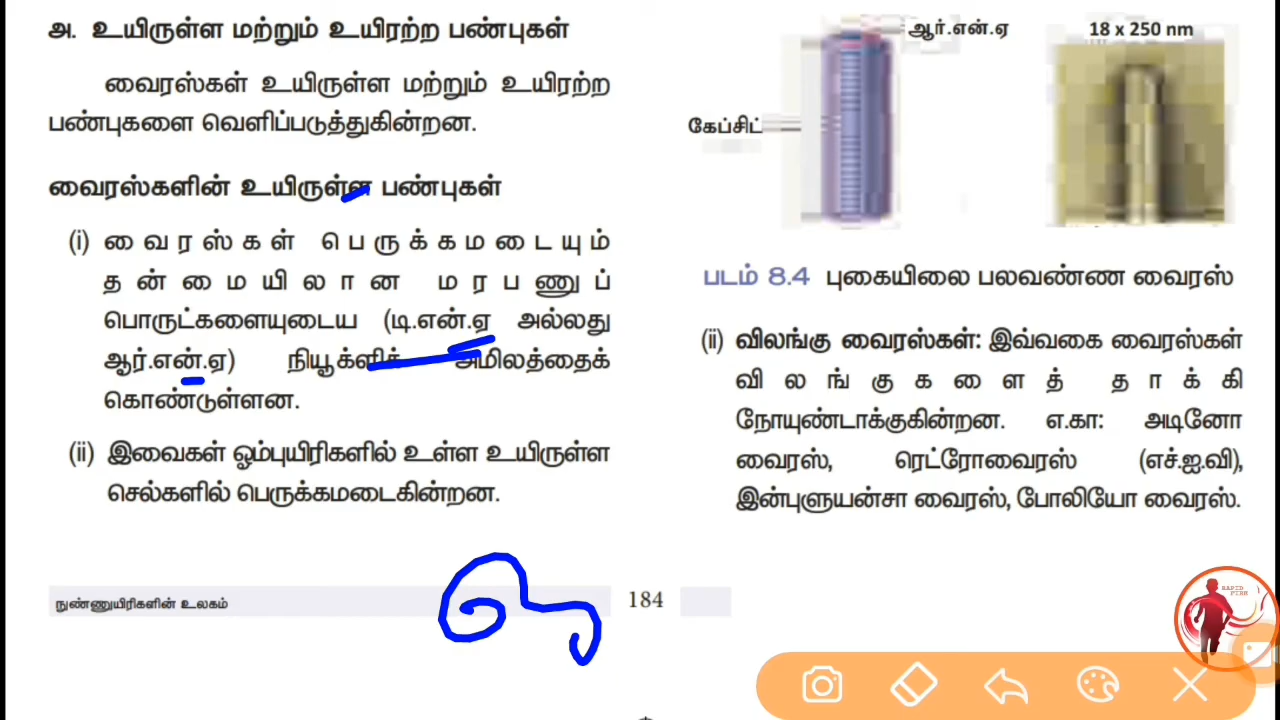 அ. உயிருள்ள மற்றும் உயிரற்ற பண்புகள்
வைரஸ்கள் உயிருள்ள மற்றும் உயிரற்ற
பண்புகளை வெளிப்படுத்துகின்றன.
வைரஸ்களின் உயிருள்ள பண்புகள்
(i) வைரஸ்கள் பெருக்கமடையும்
தன்மையிலான மரபணுப்
பொருட்களையுடைய (டி.என்.ஏ அல்லது
ஆர்.என்.ஏ) நியூக்ளிக் அமிலத்தைக்
கொண்டுள்ளன.
(ii) இவைகள் ஓம்புயிரிகளில் உள்ள உயிருள்ள
செல்களில் பெருக்கமடைகின்றன.
நுண்ணுயிரிகளின் உலகம்
184
ஆர்.என்.ஏ
18 x 250 nm
கேப்சிட்
படம் 8.4 புகையிலை பலவண்ண வைரஸ்
(ii) விலங்கு வைரஸ்கள்: இவ்வகை வைரஸ்கள்
விலங்குகளைத் தாக்கி
நோயுண்டாக்குகின்றன. எ.கா: அடினோ
வைரஸ், ரெட்ரோவைரஸ் (எச்.ஐ.வி),
இன்புளுயன்சா வைரஸ், போலியோ வைரஸ்.
RAPID
FIRE